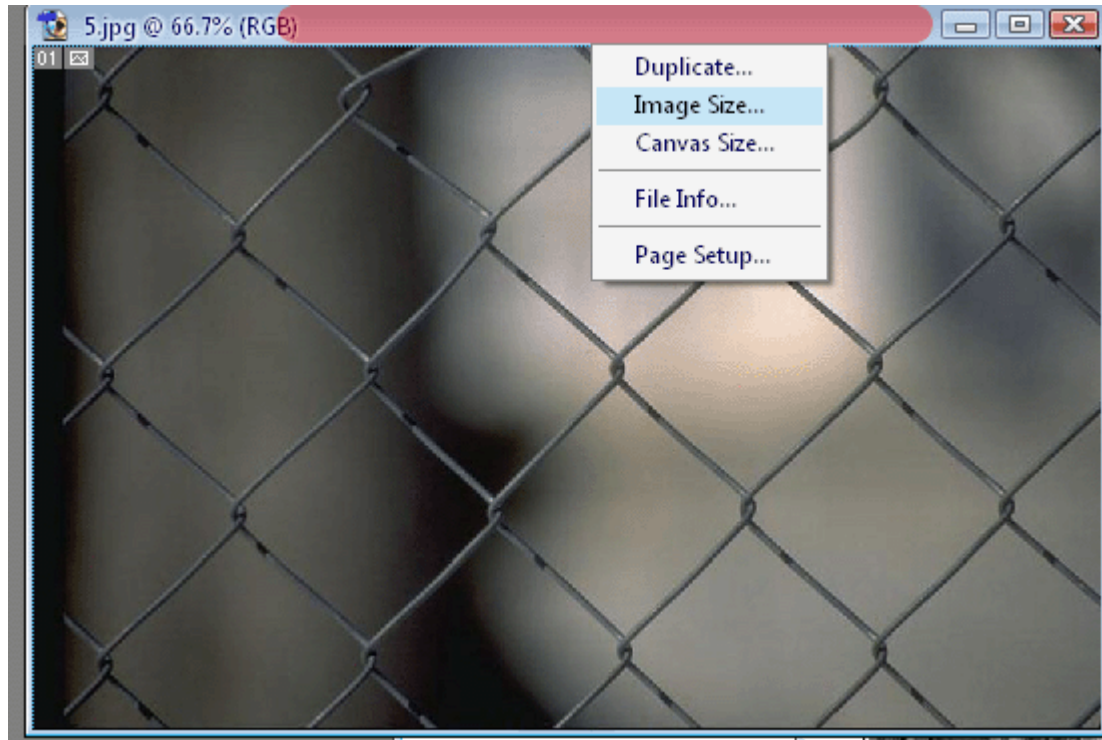 5.jpg @ 66.7% (RGB)
01
Duplicate...
Image Size...
Canvas Size...
File Info...
Page Setup...